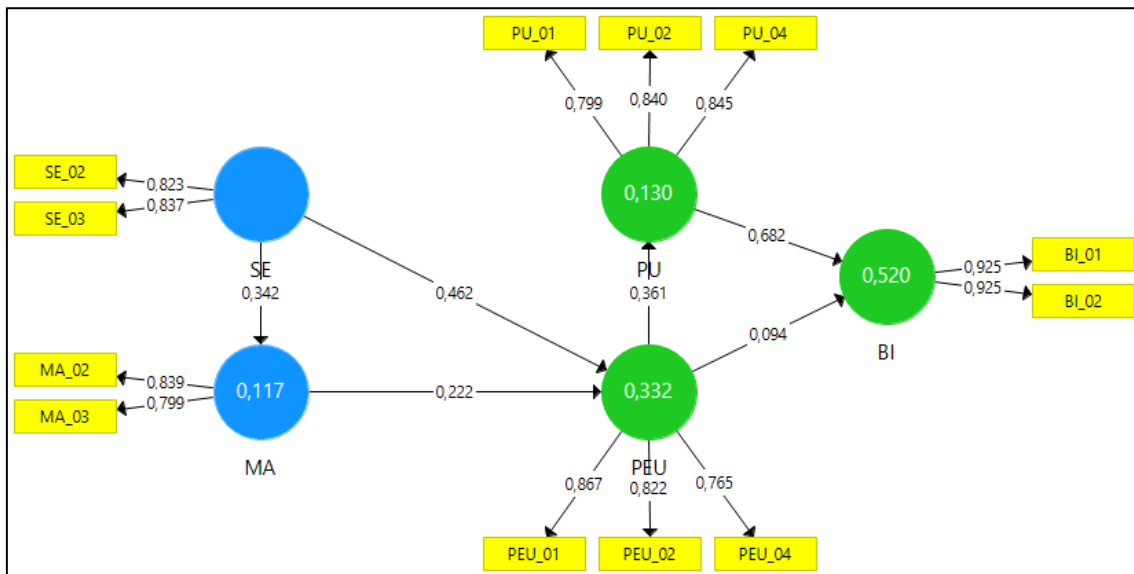 PU_01 PU_02 PU_04
0,799 0,840 0,845
SE_02
0,823
SE_03
0,837
0,130
0,682
SE
PU
0,342
0,462
0,361
0,520
0,925
BI_01
0,925
BI_02
0,094
BI
MA_02
0,839
MA_03
0,799
0,117
0,222
0,332
MA
PEU
0,867 0,822 0,765
PEU_01 PEU_02 PEU_04